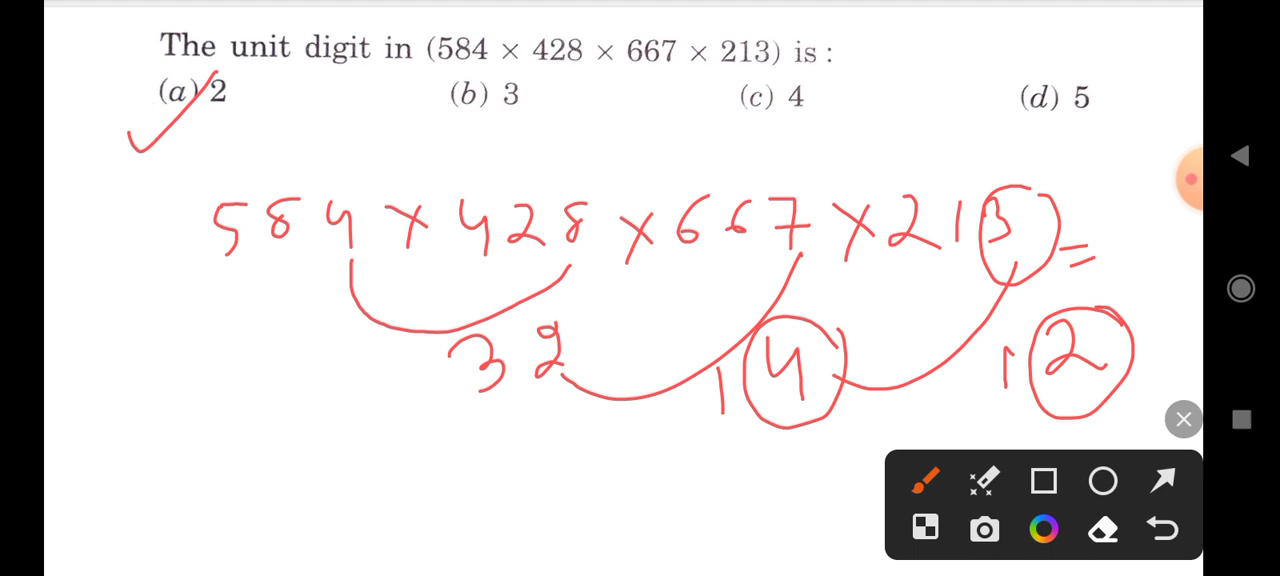 The unit digit in (584 × 428 × 667 × 213) is :
(a) 2 (b) 3 (c) 4 (d) 5
584 × 428 × 667 × 213 =
32 14 12